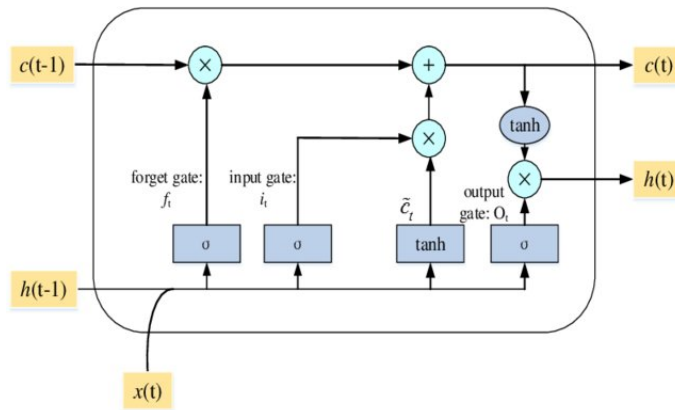 c(t-1)
×
+
c(t)
tanh
×
forget gate:
f_t
input gate:
i_t
c̃_t
output
gate: O_t
×
h(t)
σ
σ
tanh
σ
h(t-1)
x(t)